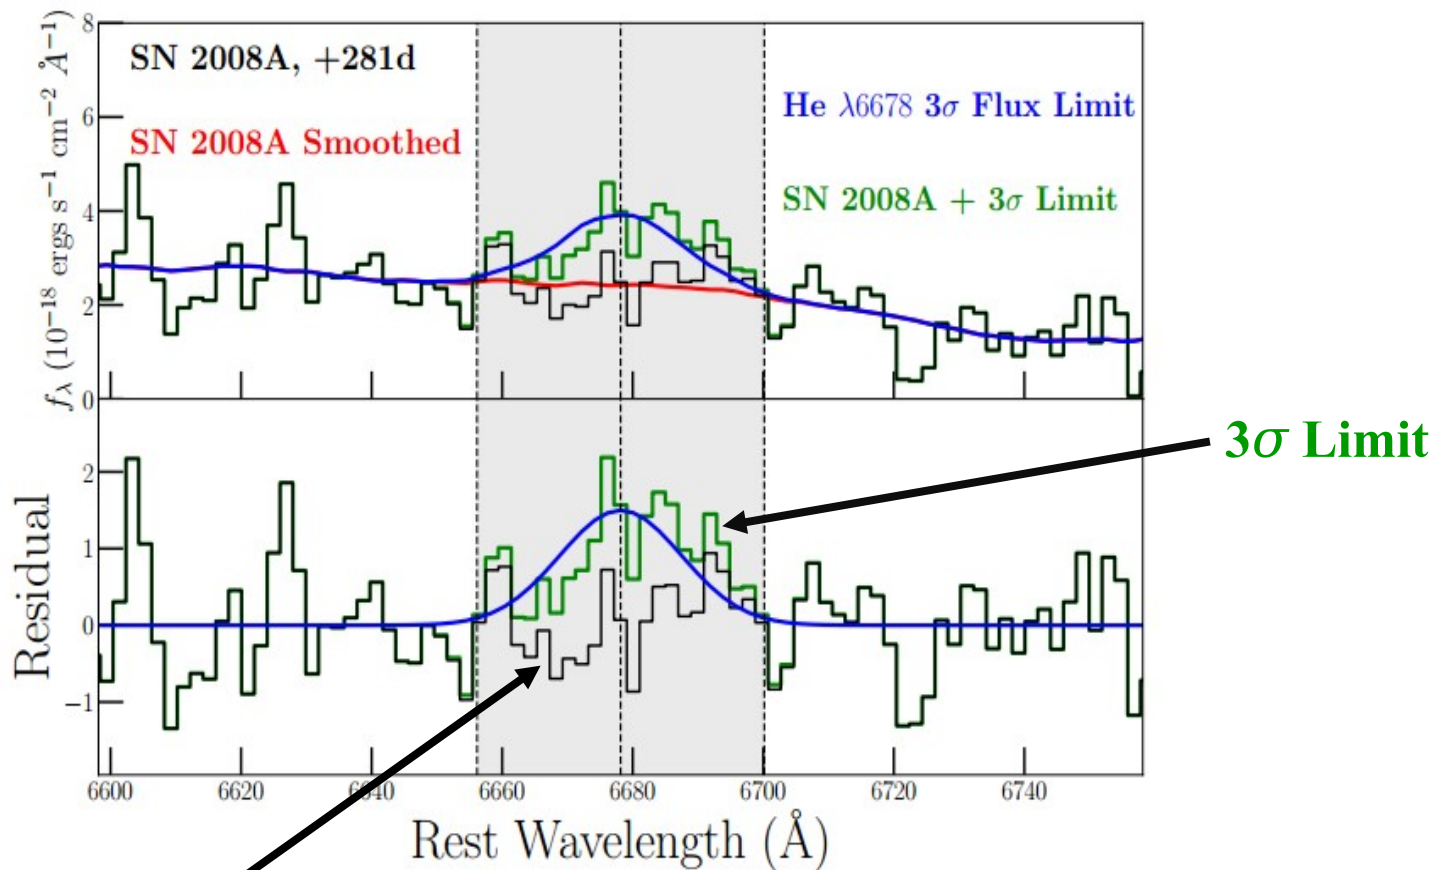 SN 2008A, +281d
SN 2008A Smoothed
He λ6678 3σ Flux Limit
SN 2008A + 3σ Limit
fλ (10⁻¹⁸ ergs s⁻¹ cm⁻² Å⁻¹)
8
6
4
2
0
3σ Limit
Residual
2
1
0
−1
6600 6620 6640 6660 6680 6700 6720 6740
Rest Wavelength (Å)